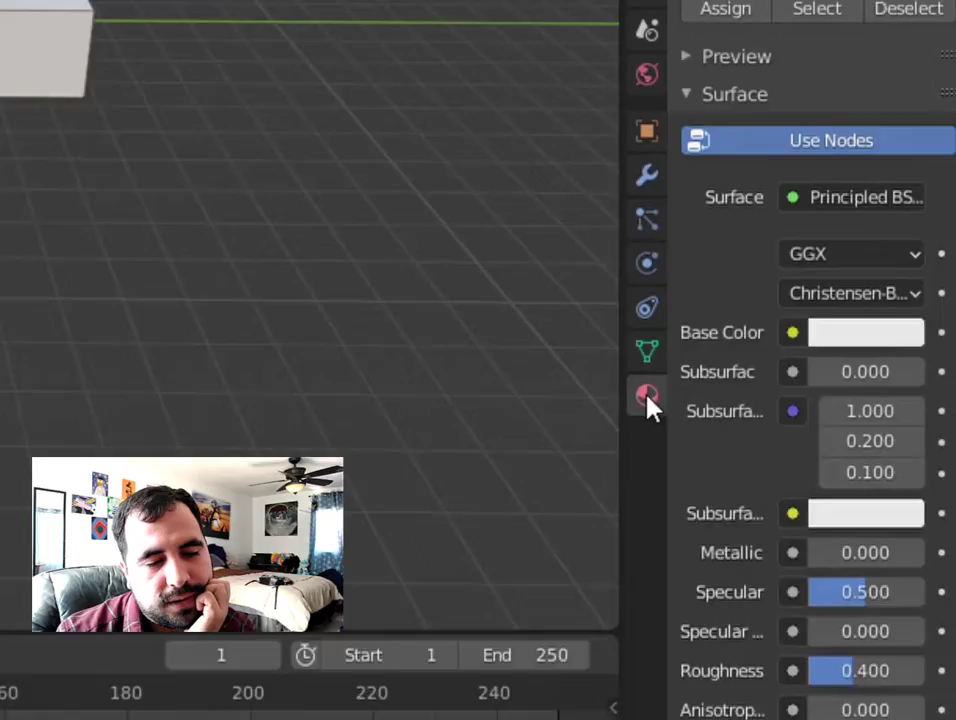 Assign Select Deselect
Preview
Surface
Use Nodes
Surface Principled BS...
GGX
Christensen-B...
Base Color
Subsurfac 0.000
Subsurfa... 1.000
0.200
0.100
Subsurfa...
Metallic 0.000
Specular 0.500
Specular ... 0.000
Roughness 0.400
Anisotrop... 0.000
1 Start 1 End 250
60 180 200 220 240